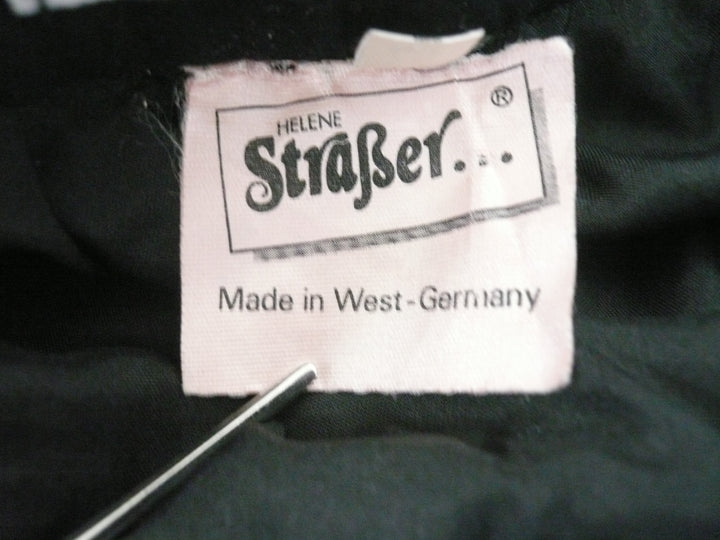 HELENE ®
Straßer...
Made in West-Germany